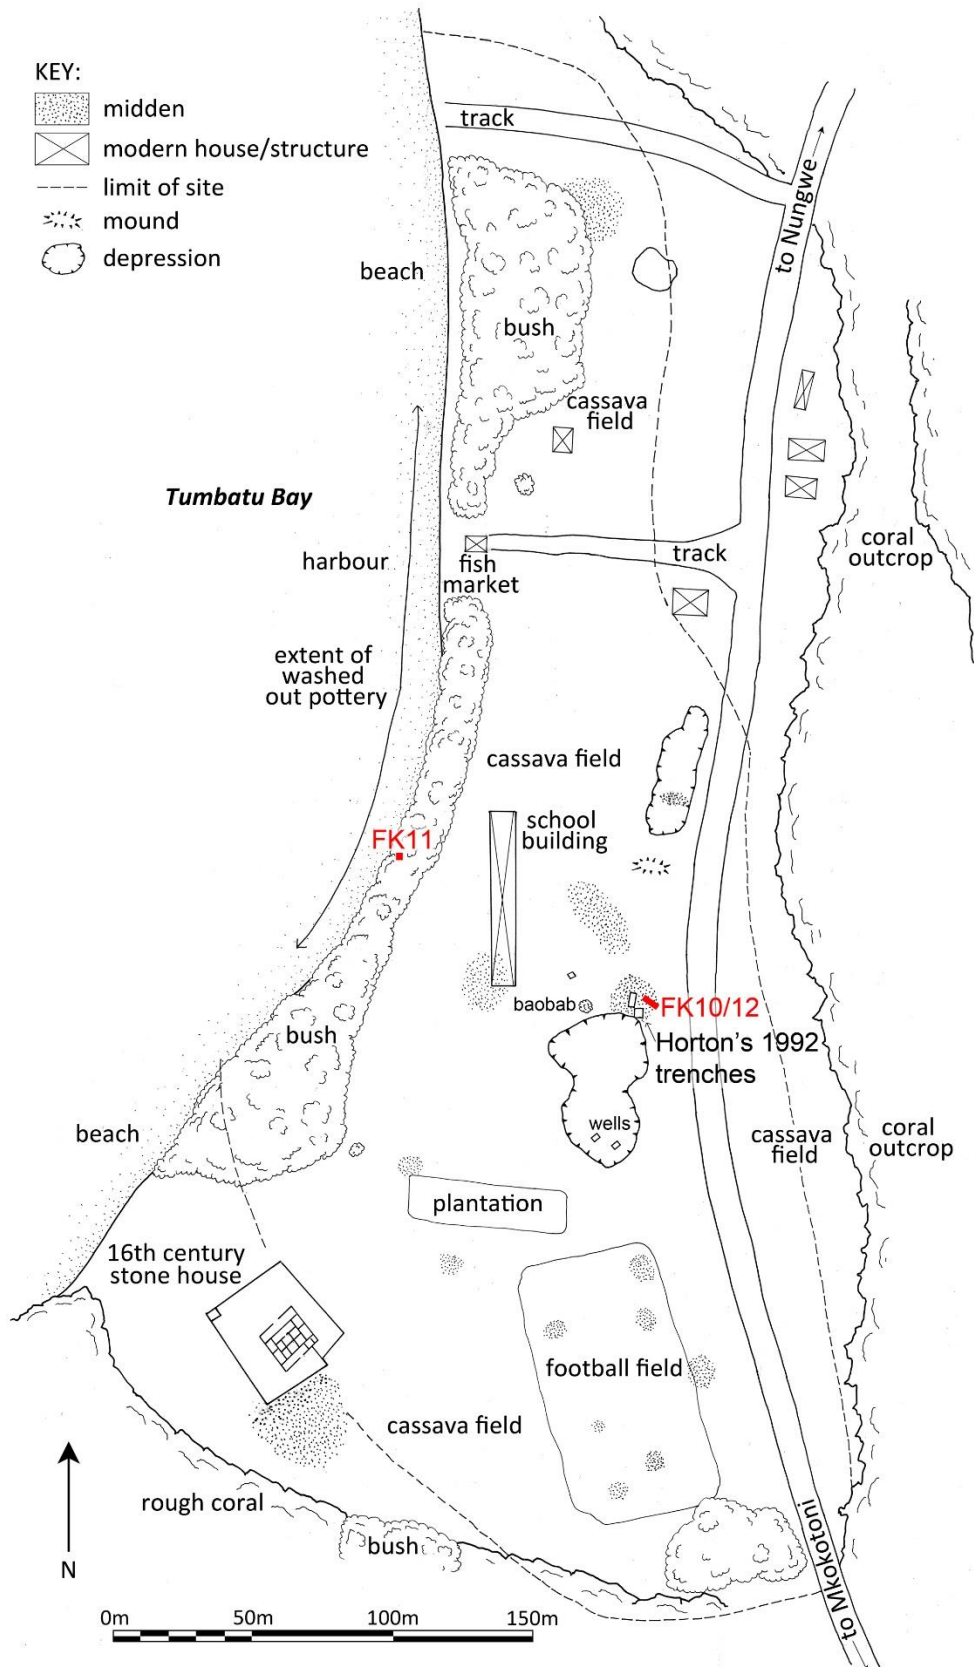 KEY:
midden
modern house/structure
limit of site
mound
depression
track
to Nungwe
beach
bush
cassava
field
Tumbatu Bay
harbour
fish
market
track
coral
outcrop
extent of
washed
out pottery
cassava field
school
building
FK11
baobab
FK10/12
Horton's 1992
trenches
bush
wells
beach
cassava
field
coral
outcrop
plantation
16th century
stone house
football field
cassava field
rough coral
bush
to Mkokotoni
N
0m 50m 100m 150m